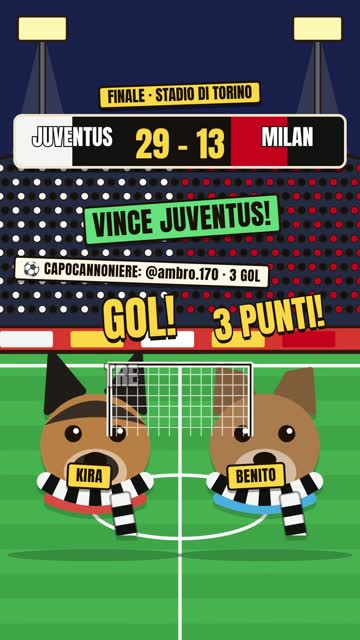 FINALE · STADIO DI TORINO
JUVENTUS 29 - 13 MILAN
VINCE JUVENTUS!
CAPOCANNONIERE: @ambro.170 · 3 GOL
GOL! 3 PUNTI!
KIRA BENITO